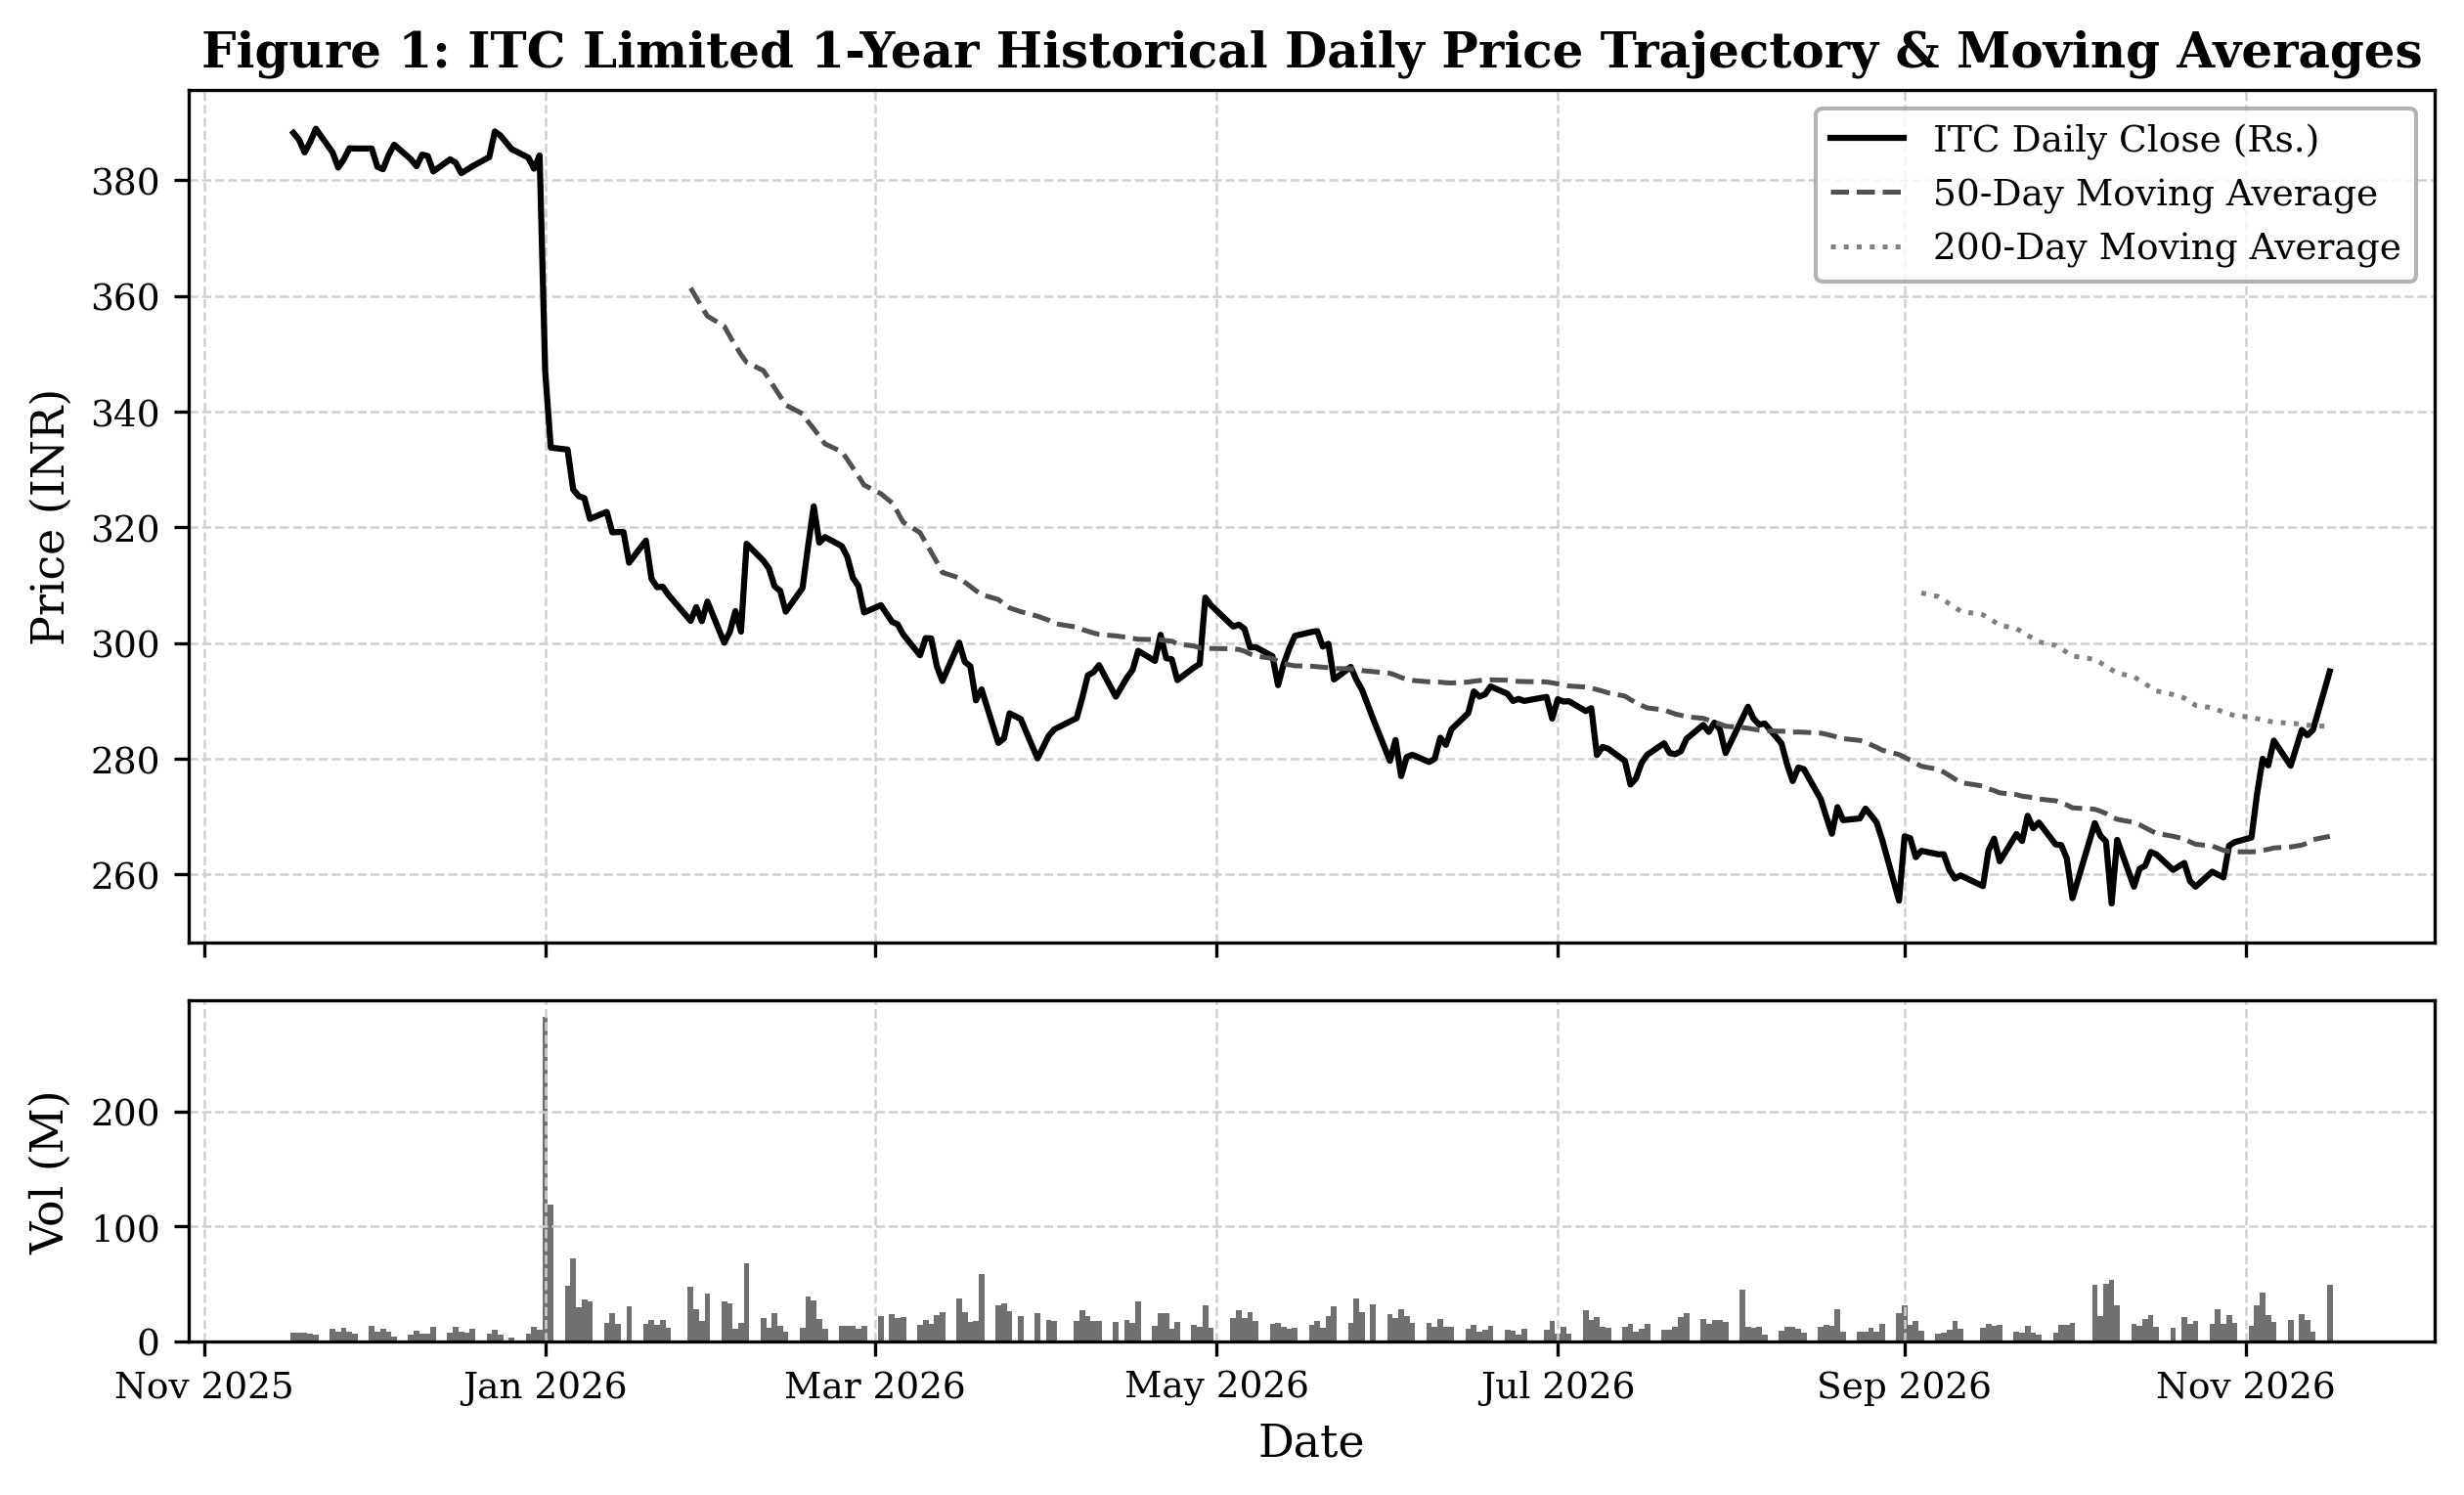 Figure 1: ITC Limited 1-Year Historical Daily Price Trajectory & Moving Averages
ITC Daily Close (Rs.)
50-Day Moving Average
200-Day Moving Average
Price (INR)
380
360
340
320
300
280
260
Vol (M)
200
100
0
Nov 2025 Jan 2026 Mar 2026 May 2026 Jul 2026 Sep 2026 Nov 2026
Date